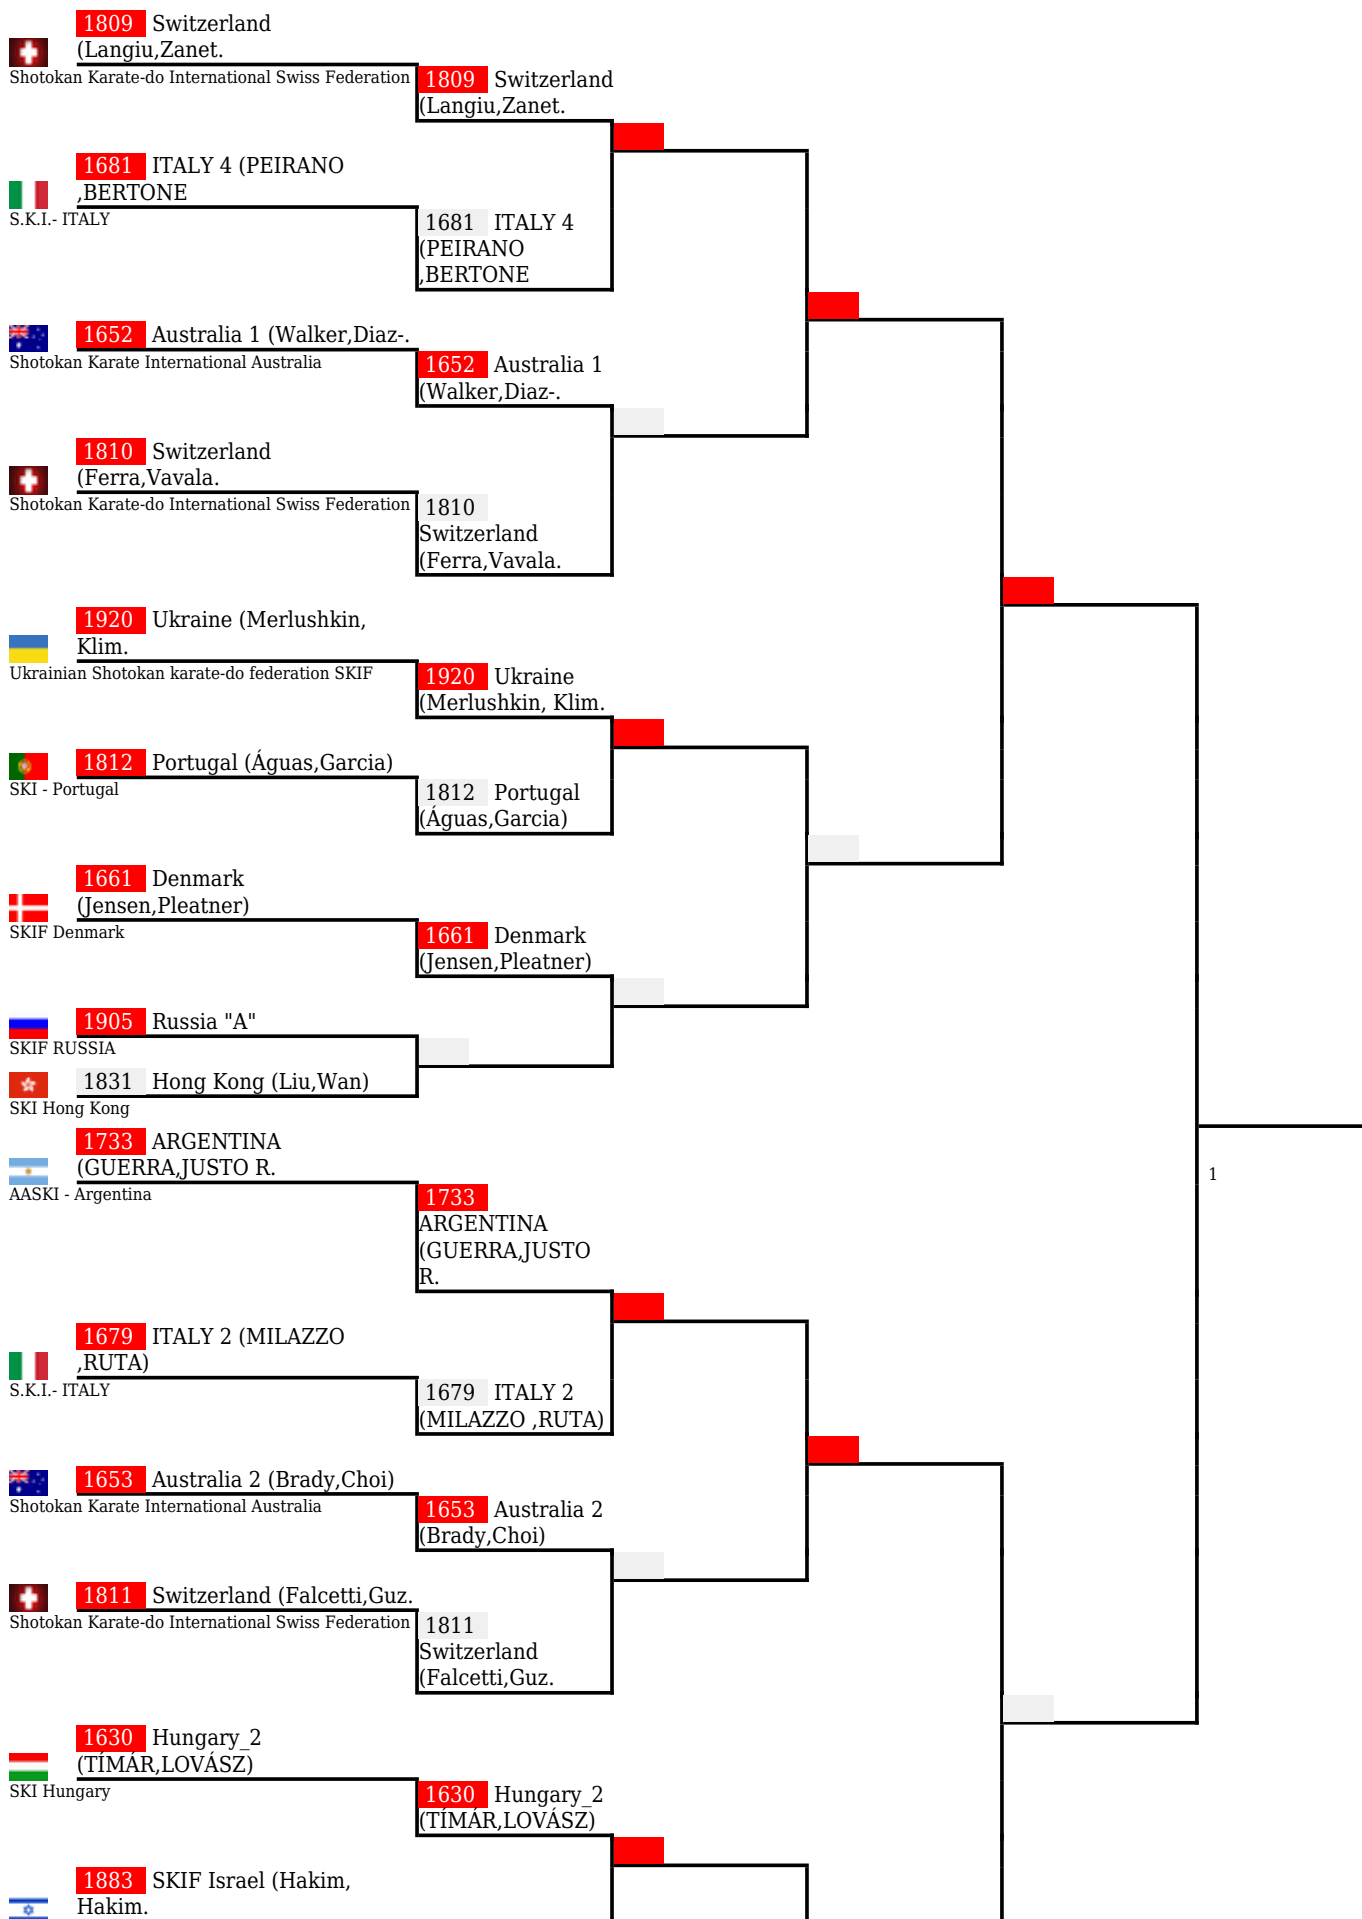 1809 Switzerland
(Langiu,Zanet.
Shotokan Karate-do International Swiss Federation
1809 Switzerland
(Langiu,Zanet.
1681 ITALY 4 (PEIRANO
,BERTONE
S.K.I.- ITALY
1681 ITALY 4
(PEIRANO
,BERTONE
1652 Australia 1 (Walker,Diaz-.
Shotokan Karate International Australia
1652 Australia 1
(Walker,Diaz-.
1810 Switzerland
(Ferra,Vavala.
Shotokan Karate-do International Swiss Federation
1810
Switzerland
(Ferra,Vavala.
1920 Ukraine (Merlushkin,
Klim.
Ukrainian Shotokan karate-do federation SKIF
1920 Ukraine
(Merlushkin, Klim.
1812 Portugal (Águas,Garcia)
SKI - Portugal
1812 Portugal
(Águas,Garcia)
1661 Denmark
(Jensen,Pleatner)
SKIF Denmark
1661 Denmark
(Jensen,Pleatner)
1905 Russia "A"
SKIF RUSSIA
1831 Hong Kong (Liu,Wan)
SKI Hong Kong
1733 ARGENTINA
(GUERRA,JUSTO R.
AASKI - Argentina
1
1733
ARGENTINA
(GUERRA,JUSTO
R.
1679 ITALY 2 (MILAZZO
,RUTA)
S.K.I.- ITALY
1679 ITALY 2
(MILAZZO ,RUTA)
1653 Australia 2 (Brady,Choi)
Shotokan Karate International Australia
1653 Australia 2
(Brady,Choi)
1811 Switzerland (Falcetti,Guz.
Shotokan Karate-do International Swiss Federation
1811
Switzerland
(Falcetti,Guz.
1630 Hungary_2
(TÍMÁR,LOVÁSZ)
SKI Hungary
1630 Hungary_2
(TÍMÁR,LOVÁSZ)
1883 SKIF Israel (Hakim,
Hakim.